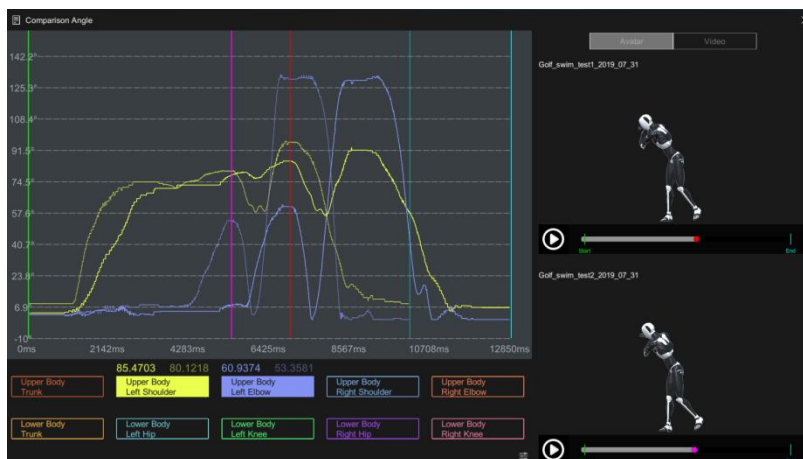 Comparison Angle
Avatar
Video
Golf_swim_test1_2019_07_31
142.2°
125.3°
108.4°
91.5°
74.5°
57.6°
40.7°
23.8°
6.9°
-10°
0ms
2142ms
4283ms
6425ms
8567ms
10708ms
12850ms
Start
End
Golf_swim_test2_2019_07_31
85.4703 80.1218 60.9374 53.3581
Upper Body
Trunk
Upper Body
Left Shoulder
Upper Body
Left Elbow
Upper Body
Right Shoulder
Upper Body
Right Elbow
Lower Body
Trunk
Lower Body
Left Hip
Lower Body
Left Knee
Lower Body
Right Hip
Lower Body
Right Knee